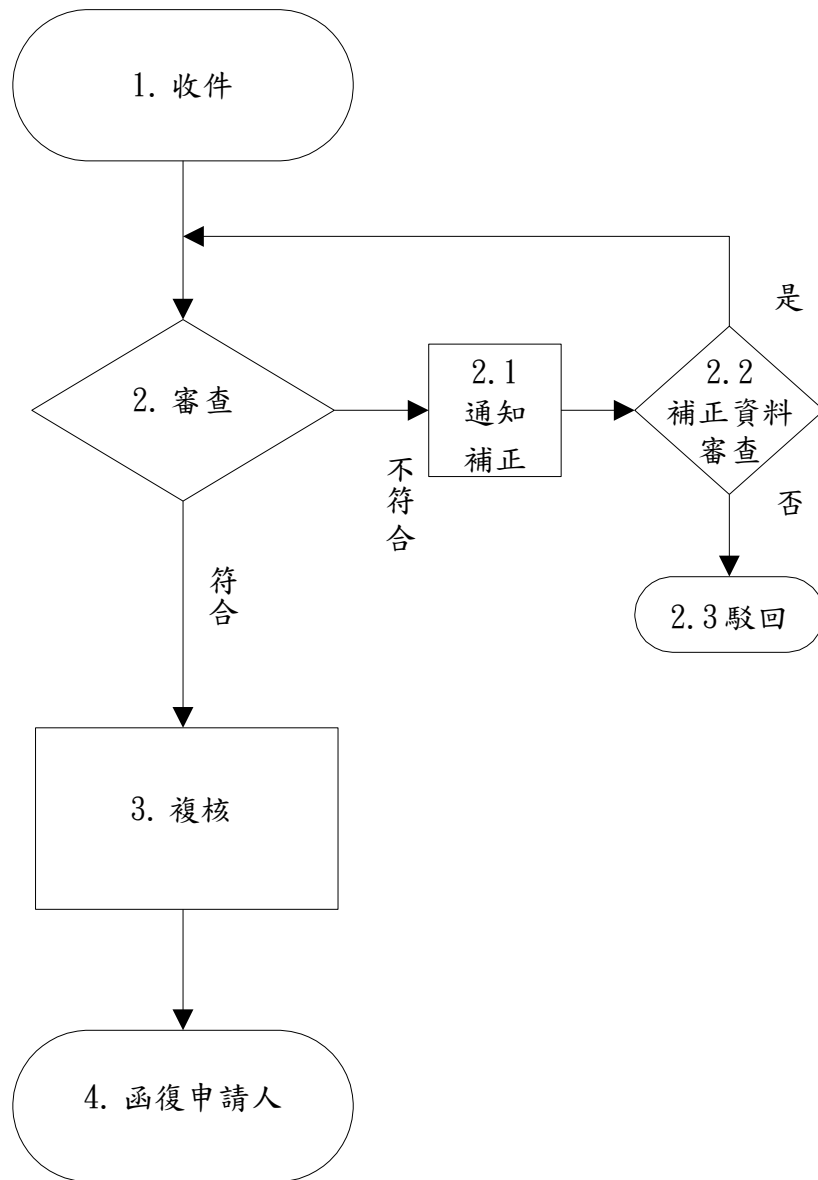 1. 收件
是
2. 審查
2.1
通知
補正
2.2
補正資料
審查
不符合
否
符合
2.3 駁回
3. 複核
4. 函復申請人